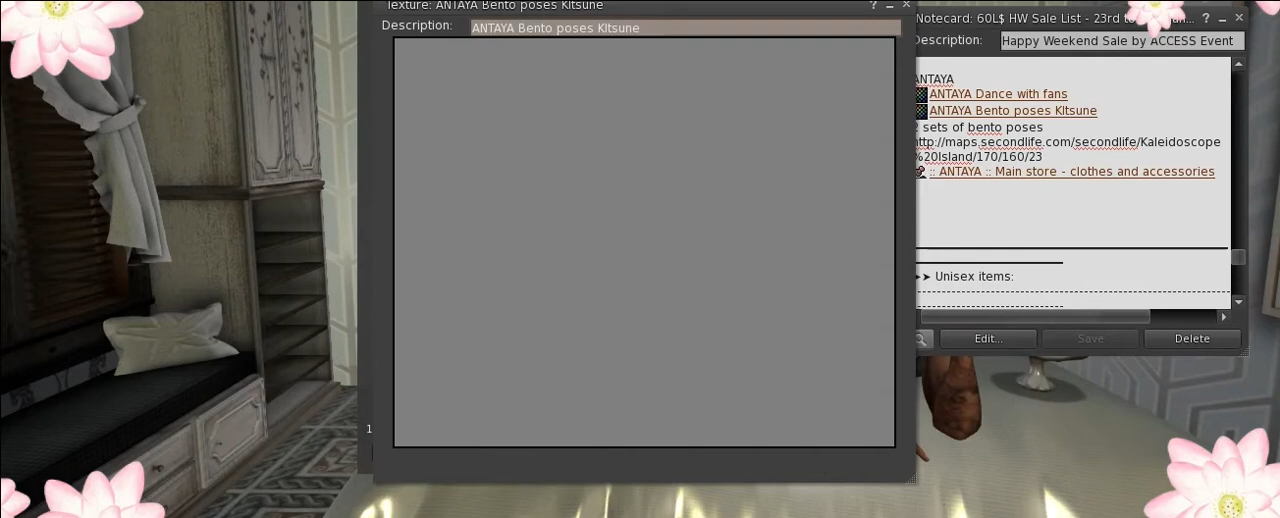 Texture: ANTAYA Bento poses KItsune
Description: ANTAYA Bento poses KItsune
Notecard: 60L$ HW Sale List - 23rd
Description: Happy Weekend Sale by ACCESS Event
ANTAYA
ANTAYA Dance with fans
ANTAYA Bento poses KItsune
2 sets of bento poses
http://maps.secondlife.com/secondlife/Kaleidoscope
%20Island/170/160/23
:: ANTAYA :: Main store - clothes and accessories
Unisex items:
Edit...
Save
Delete
1